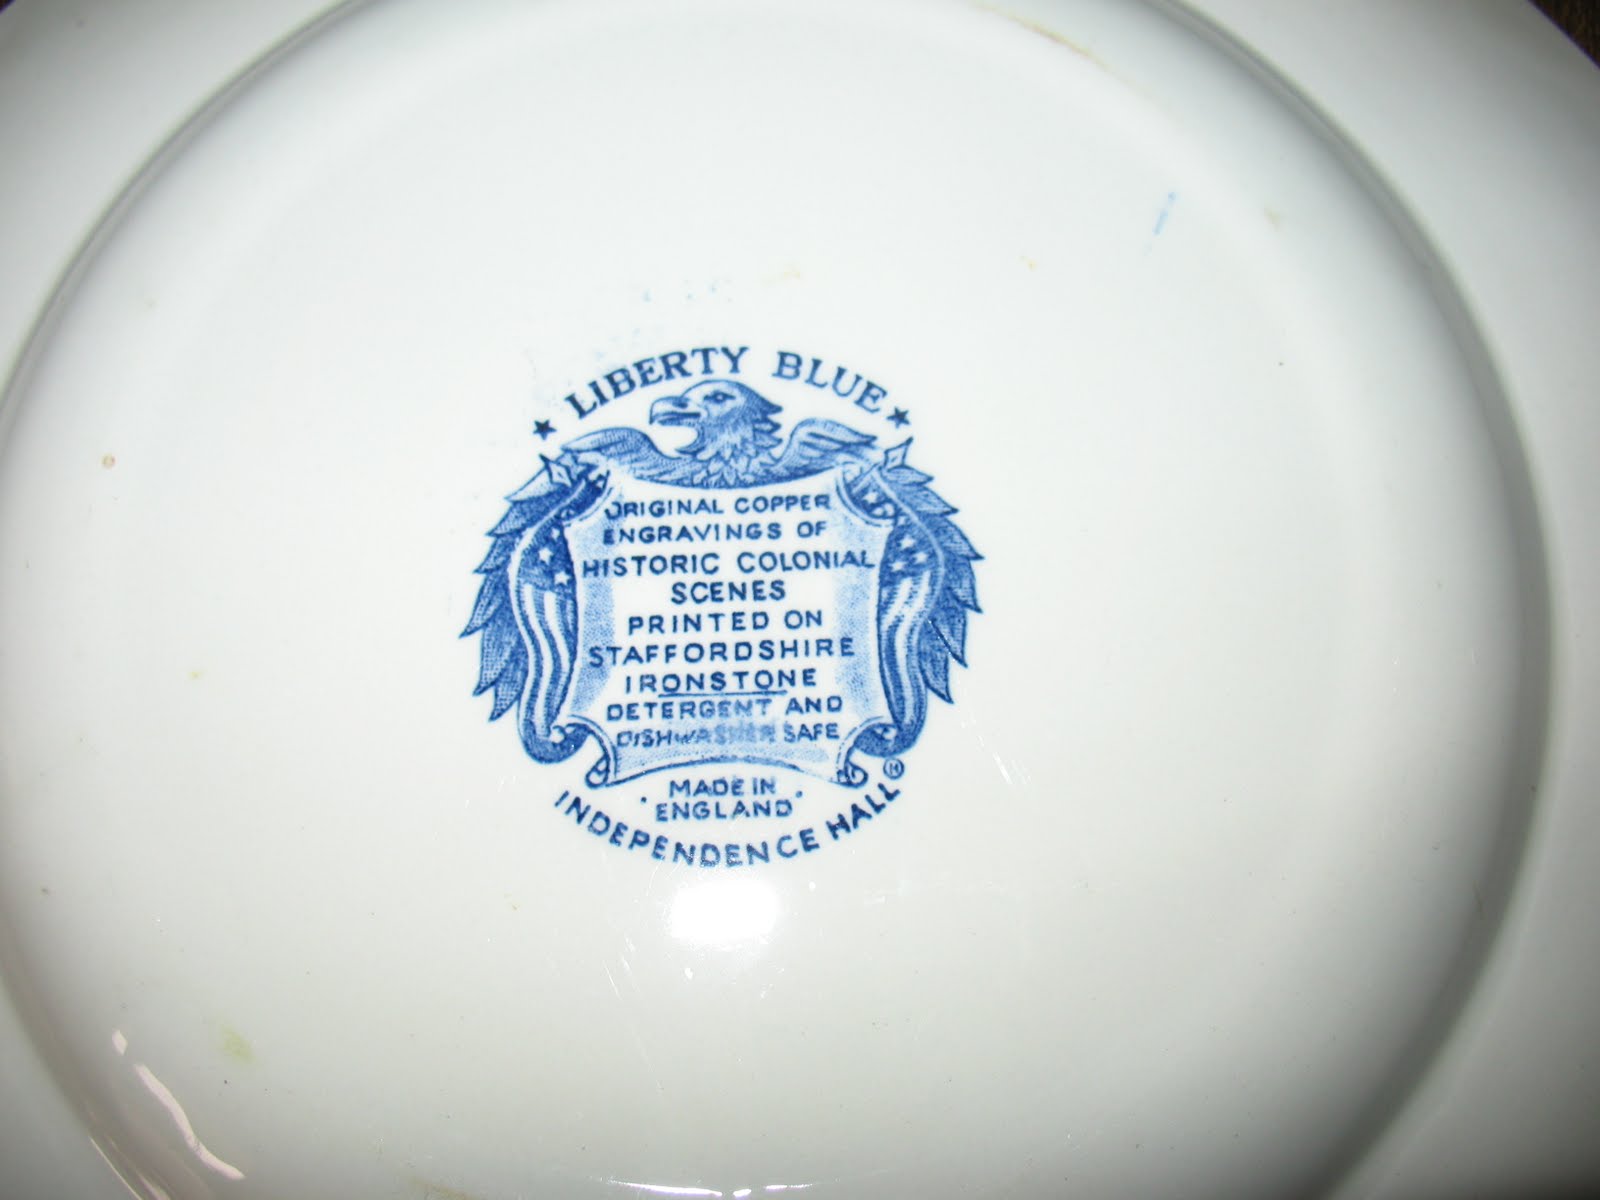 ★ LIBERTY BLUE ★
ORIGINAL COPPER
ENGRAVINGS OF
HISTORIC COLONIAL
SCENES
PRINTED ON
STAFFORDSHIRE
IRONSTONE
DETERGENT AND
DISHWASHER SAFE
MADE IN
ENGLAND
INDEPENDENCE HALL ®